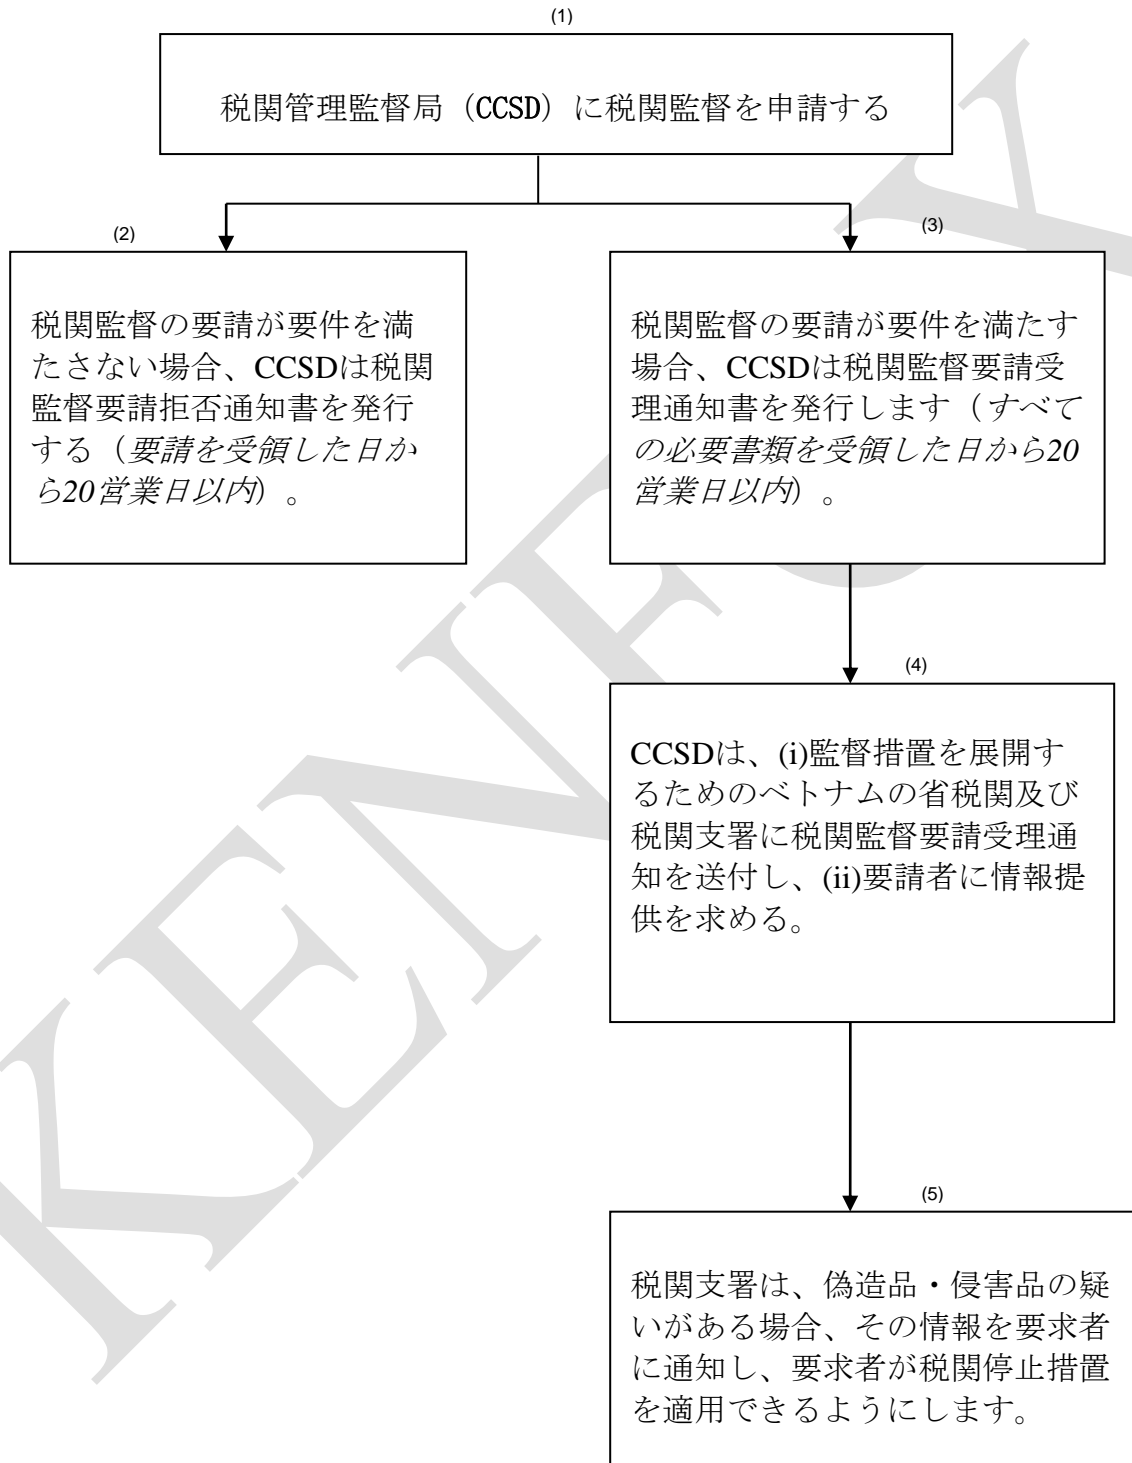 (1)
税関管理監督局（CCSD）に税関監督を申請する
(2)
税関監督の要請が要件を満
たさない場合、CCSDは税関
監督要請拒否通知書を発行
する（要請を受領した日か
ら20営業日以内）。
(3)
税関監督の要請が要件を満たす
場合、CCSDは税関監督要請受
理通知書を発行します（すべて
の必要書類を受領した日から20
営業日以内）。
(4)
CCSDは、(i)監督措置を展開す
るためのベトナムの省税関及び
税関支署に税関監督要請受理通
知を送付し、(ii)要請者に情報提
供を求める。
(5)
税関支署は、偽造品・侵害品の疑
いがある場合、その情報を要求者
に通知し、要求者が税関停止措置
を適用できるようにします。
KENFOX